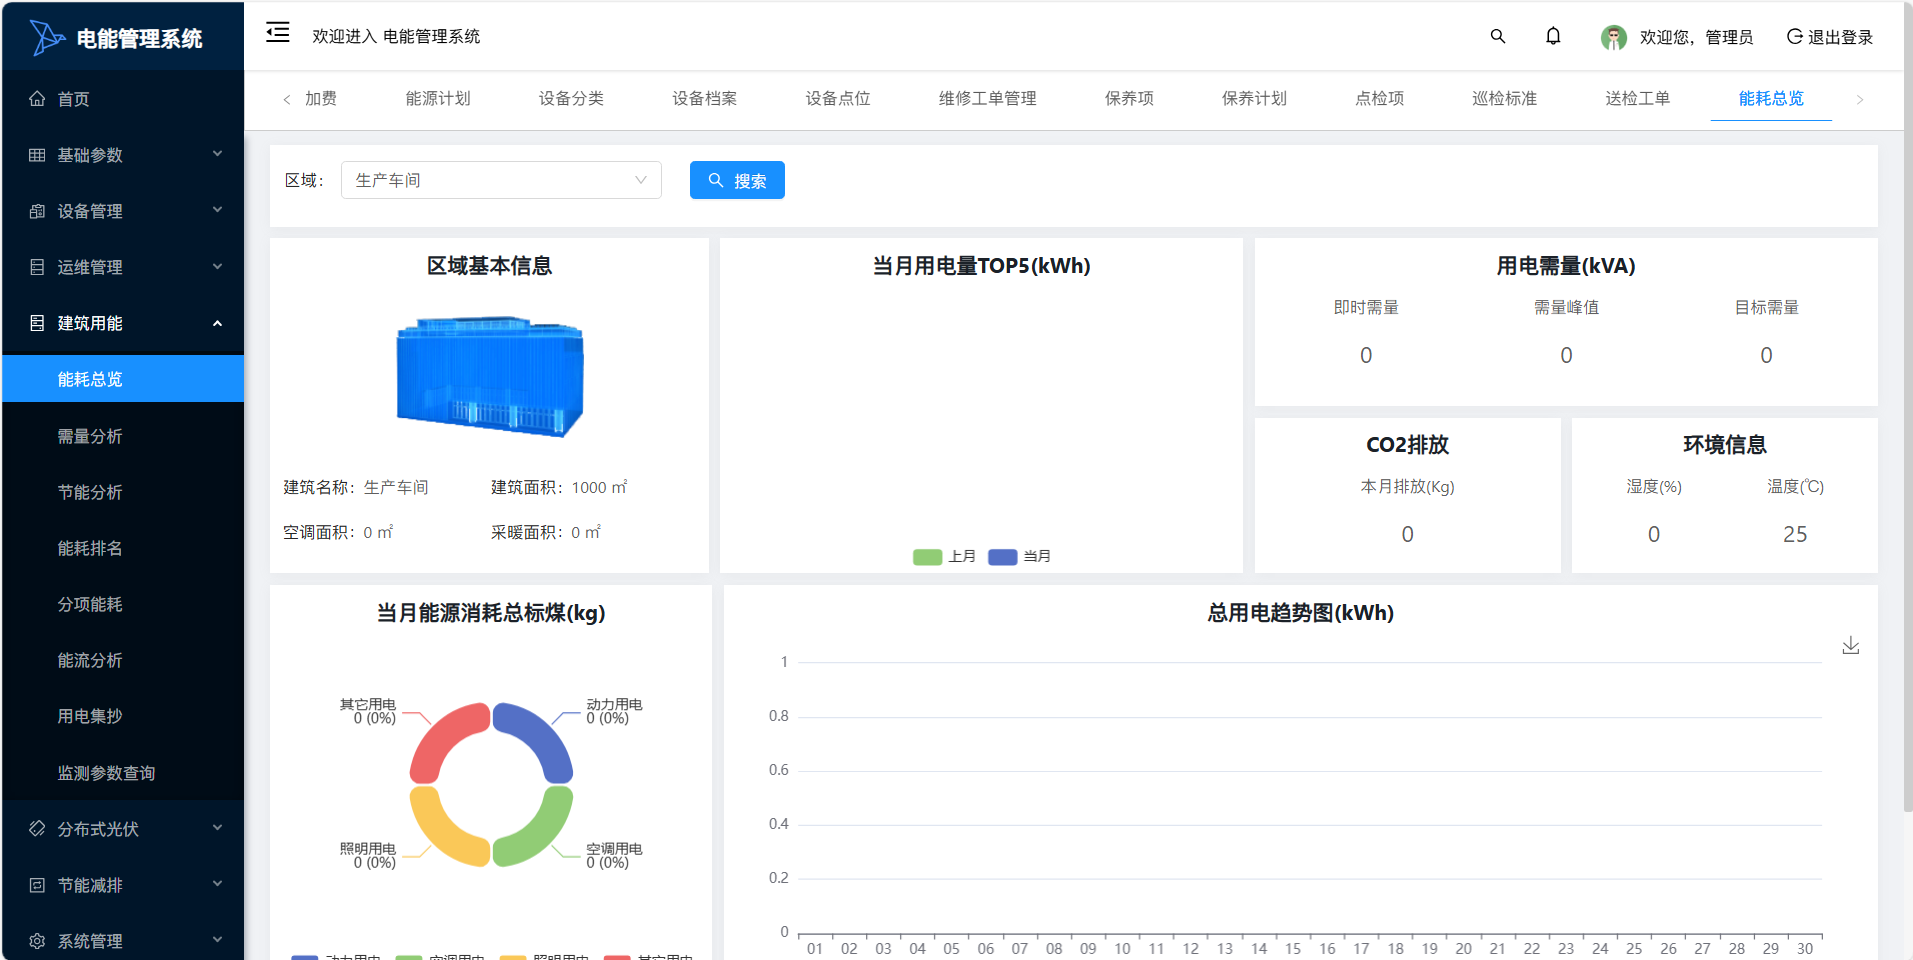 电能管理系统
欢迎进入 电能管理系统
欢迎您，管理员
退出登录
首页
基础参数
设备管理
运维管理
建筑用能
能耗总览
需量分析
节能分析
能耗排名
分项能耗
能流分析
用电集抄
监测参数查询
分布式光伏
节能减排
系统管理
加费 能源计划 设备分类 设备档案 设备点位 维修工单管理 保养项 保养计划 点检项 巡检标准 送检工单 能耗总览
区域： 生产车间 搜索
区域基本信息
建筑名称：生产车间 建筑面积：1000 ㎡
空调面积：0 ㎡ 采暖面积：0 ㎡
当月用电量TOP5(kWh)
上月 当月
用电需量(kVA)
即时需量 需量峰值 目标需量
0 0 0
CO2排放
本月排放(Kg)
0
环境信息
湿度(%) 温度(℃)
0 25
当月能源消耗总标煤(kg)
其它用电
0 (0%)
动力用电
0 (0%)
照明用电
0 (0%)
空调用电
0 (0%)
动力用电 空调用电 照明用电 其它用电
总用电趋势图(kWh)
1
0.8
0.6
0.4
0.2
0
01 02 03 04 05 06 07 08 09 10 11 12 13 14 15 16 17 18 19 20 21 22 23 24 25 26 27 28 29 30